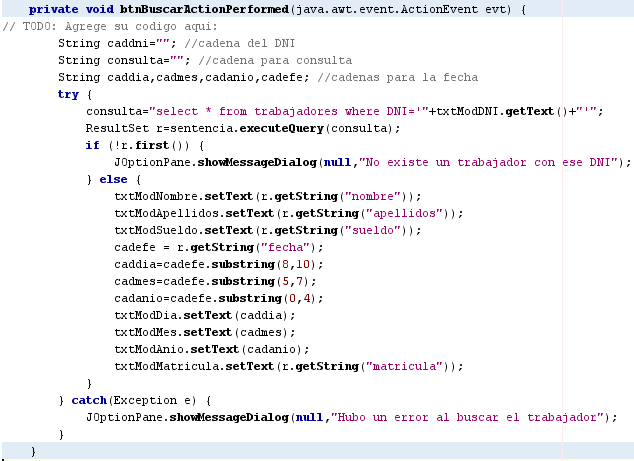 private void btnBuscarActionPerformed(java.awt.event.ActionEvent evt) {
// TODO: Agrege su codigo aqui:
String caddni=""; //cadena del DNI
String consulta=""; //cadena para consulta
String caddia,cadmes,cadanio,cadefe; //cadenas para la fecha
try {
consulta="select * from trabajadores where DNI='"+txtModDNI.getText()+"'";
ResultSet r=sentencia.executeQuery(consulta);
if (!r.first()) {
JOptionPane.showMessageDialog(null,"No existe un trabajador con ese DNI");
} else {
txtModNombre.setText(r.getString("nombre"));
txtModApellidos.setText(r.getString("apellidos"));
txtModSueldo.setText(r.getString("sueldo"));
cadefe = r.getString("fecha");
caddia=cadefe.substring(8,10);
cadmes=cadefe.substring(5,7);
cadanio=cadefe.substring(0,4);
txtModDia.setText(caddia);
txtModMes.setText(cadmes);
txtModAnio.setText(cadanio);
txtModMatricula.setText(r.getString("matricula"));
}
} catch(Exception e) {
JOptionPane.showMessageDialog(null,"Hubo un error al buscar el trabajador");
}
}